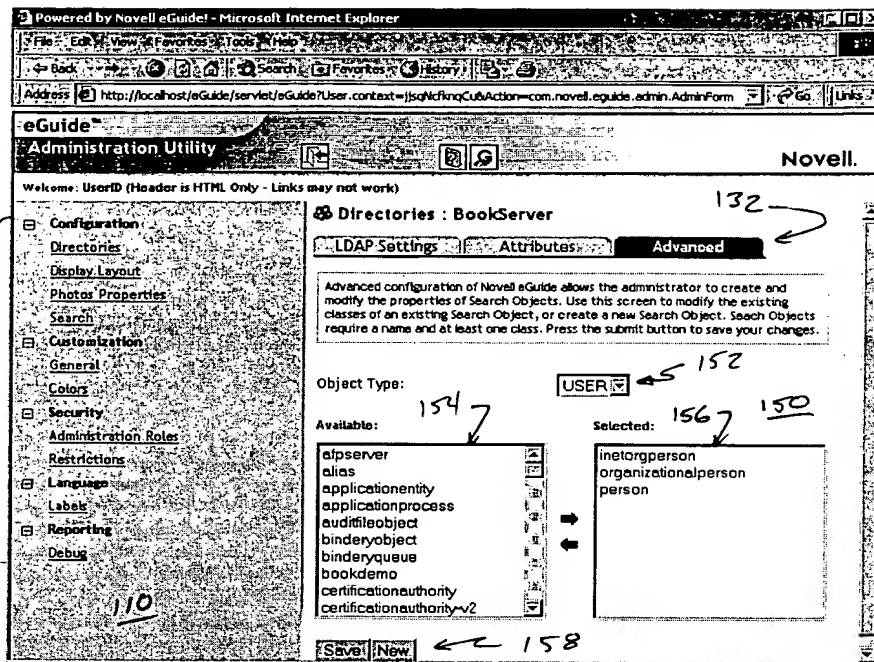 Powered by Novell eGuide! - Microsoft Internet Explorer
File Edit View Favorites Tools Help
Back Search Favorites History
Address http://localhost/eGuide/servlet/eGuide?User.context=jjsqNcfknqCu&Action=com.novell.eguide.admin.AdminForm Go Links
eGuide™
Administration Utility
Novell.
Welcome: UserID (Header is HTML Only - Links may not work)
Configuration
Directories
Display Layout
Photos Properties
Search
Customization
General
Colors
Security
Administration Roles
Restrictions
Language
Labels
Reporting
Debug
110
Directories : BookServer
132
LDAP Settings Attributes Advanced
Advanced configuration of Novell eGuide allows the administrator to create and
modify the properties of Search Objects. Use this screen to modify the existing
classes of an existing Search Object, or create a new Search Object. Seach Objects
require a name and at least one class. Press the submit button to save your changes.
Object Type: USER 152
154 156 150
Available: Selected:
afpserver
alias
applicationentity
applicationprocess
auditfileobject
binderyobject
binderyqueue
bookdemo
certificationauthority
certificationauthority-v2
inetorgperson
organizationalperson
person
Save New 158